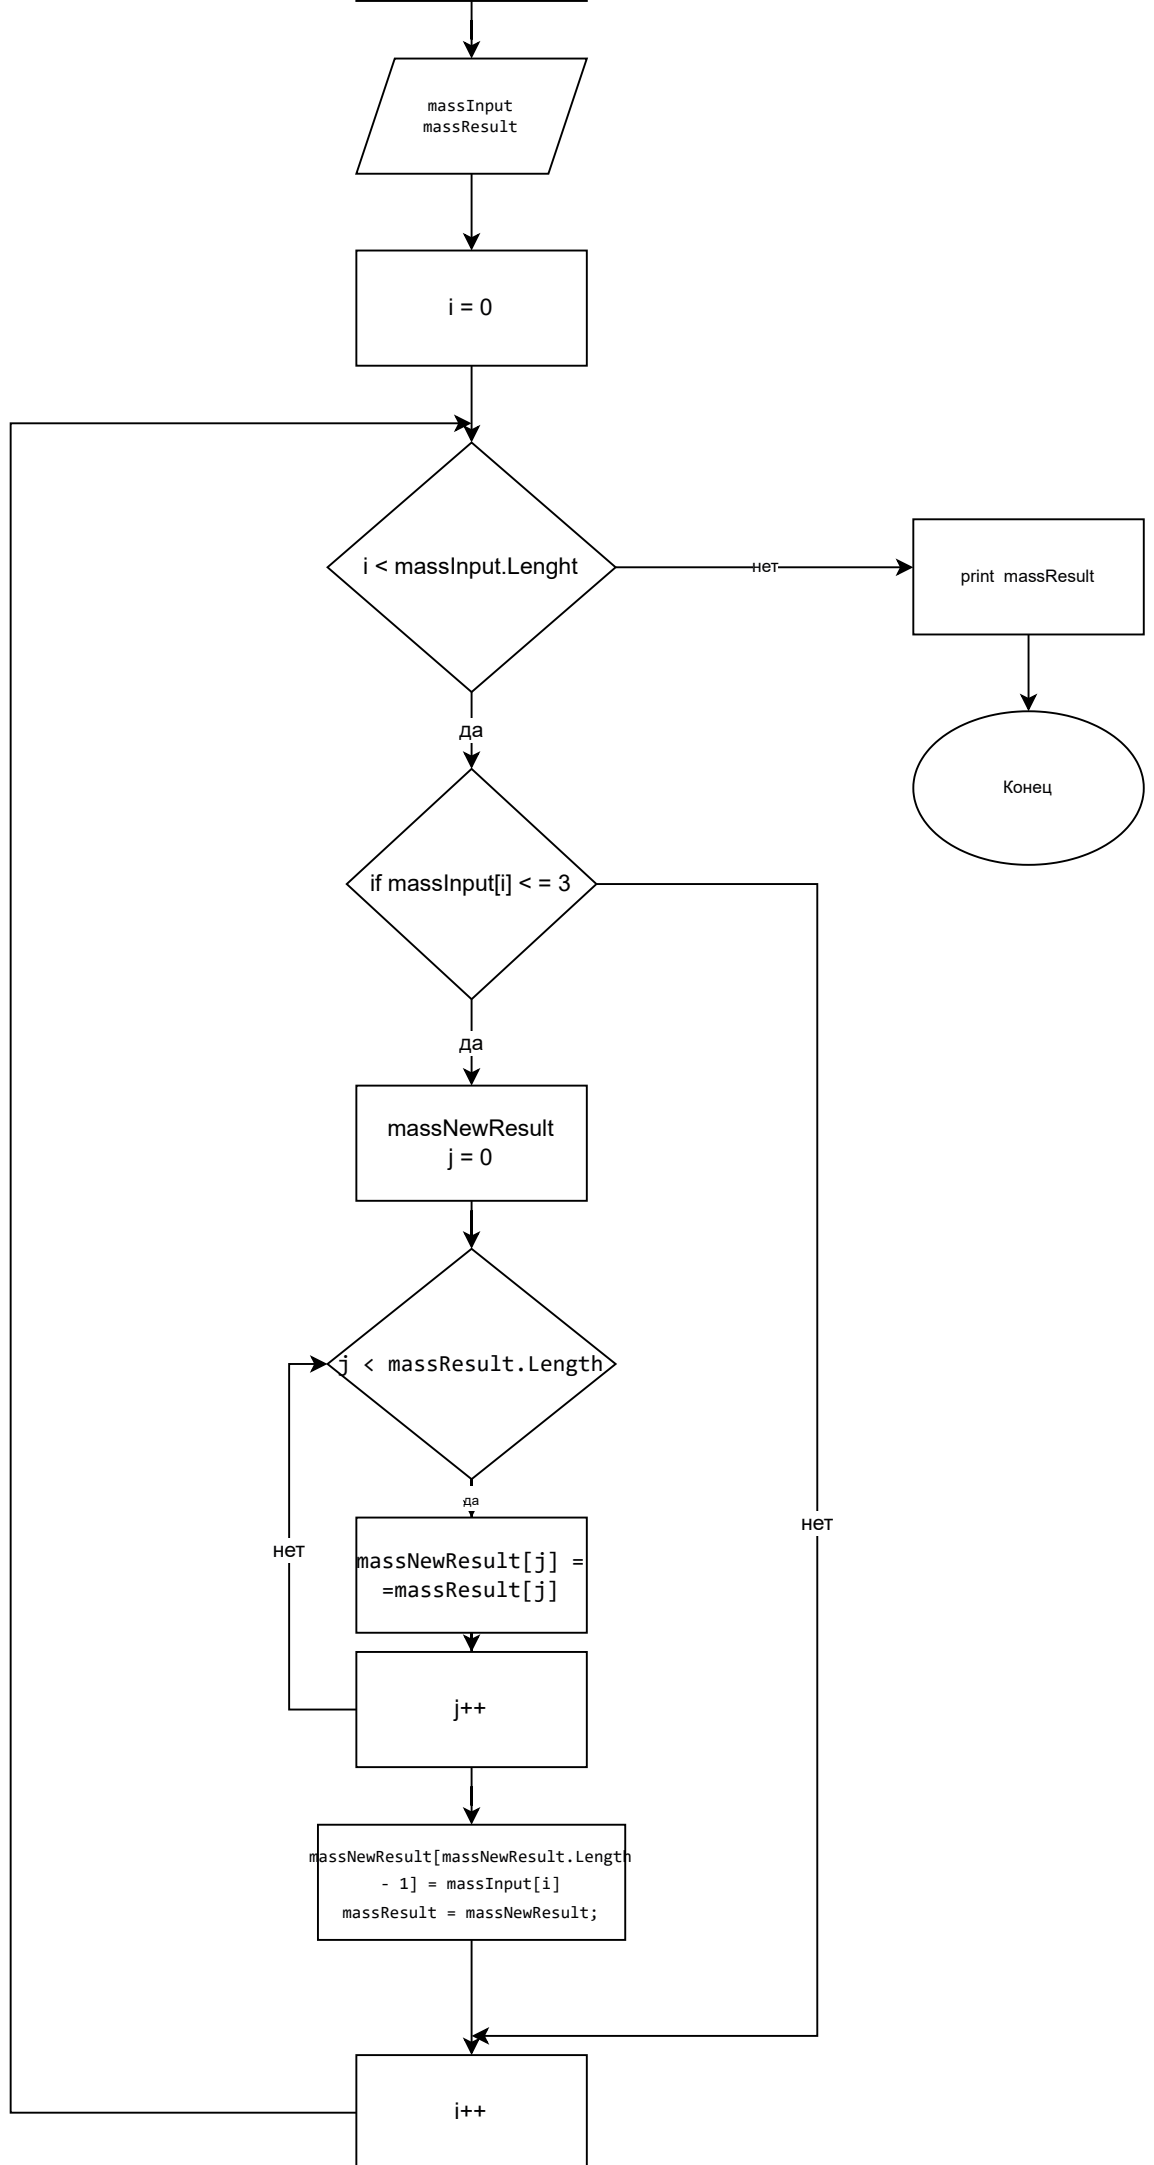 massInput
massResult
i = 0
i < massInput.Lenght
нет
print  massResult
да
Конец
if massInput[i] < = 3
да
massNewResult
j = 0
j < massResult.Length
да
нет
massNewResult[j] =
=massResult[j]
нет
j++
massNewResult[massNewResult.Length
- 1] = massInput[i]
massResult = massNewResult;
i++